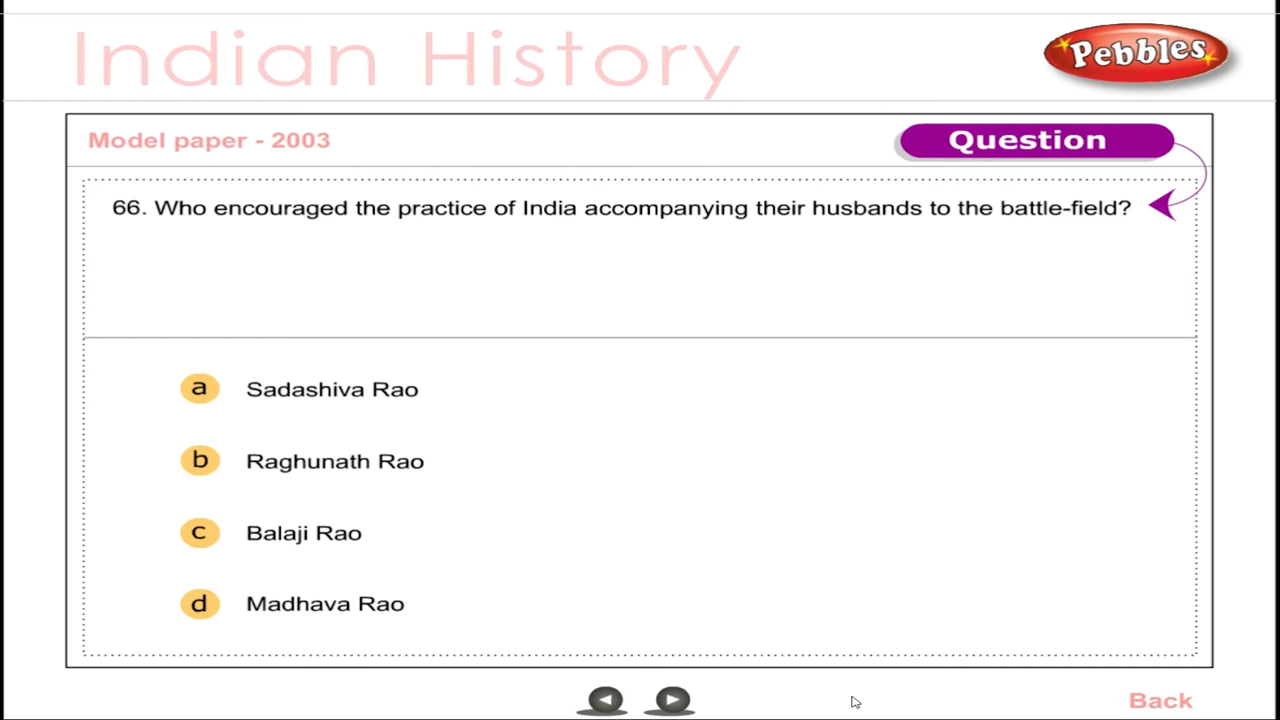 Indian History
Pebbles
Model paper - 2003
Question
66. Who encouraged the practice of India accompanying their husbands to the battle-field?
a Sadashiva Rao
b Raghunath Rao
c Balaji Rao
d Madhava Rao
Back